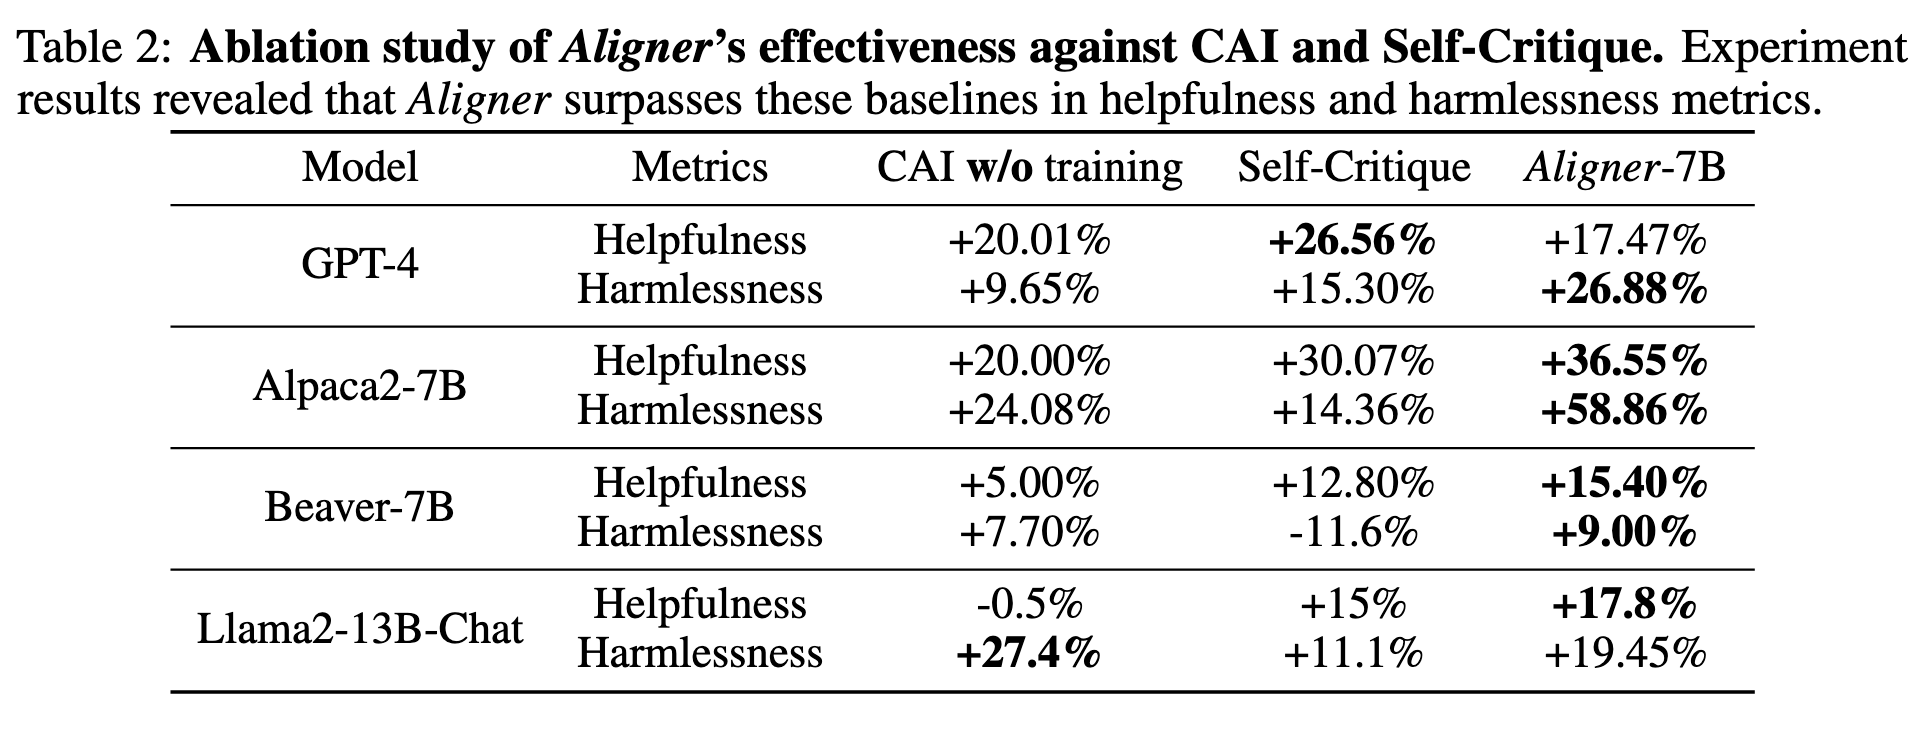 Table 2: Ablation study of Aligner's effectiveness against CAI and Self-Critique. Experiment
results revealed that Aligner surpasses these baselines in helpfulness and harmlessness metrics.
Model Metrics CAI w/o training Self-Critique Aligner-7B
GPT-4
Helpfulness +20.01% +26.56% +17.47%
Harmlessness +9.65% +15.30% +26.88%
Alpaca2-7B
Helpfulness +20.00% +30.07% +36.55%
Harmlessness +24.08% +14.36% +58.86%
Beaver-7B
Helpfulness +5.00% +12.80% +15.40%
Harmlessness +7.70% -11.6% +9.00%
Llama2-13B-Chat
Helpfulness -0.5% +15% +17.8%
Harmlessness +27.4% +11.1% +19.45%